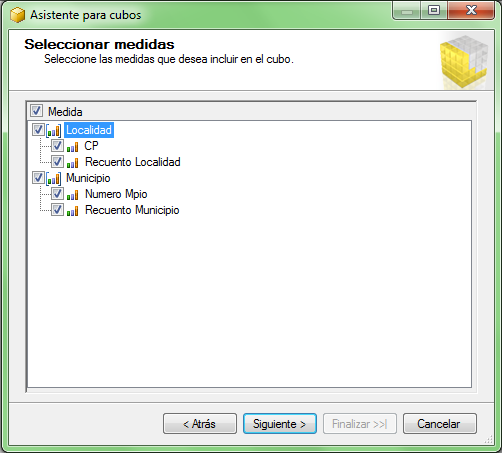 Asistente para cubos
Seleccionar medidas
Seleccione las medidas que desea incluir en el cubo.
Medida
Localidad
CP
Recuento Localidad
Municipio
Numero Mpio
Recuento Municipio
< Atrás
Siguiente >
Finalizar >>|
Cancelar